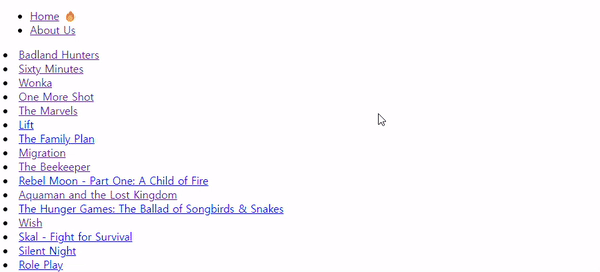 Home 🔥
About Us
Badland Hunters
Sixty Minutes
Wonka
One More Shot
The Marvels
Lift
The Family Plan
Migration
The Beekeeper
Rebel Moon - Part One: A Child of Fire
Aquaman and the Lost Kingdom
The Hunger Games: The Ballad of Songbirds & Snakes
Wish
Skal - Fight for Survival
Silent Night
Role Play